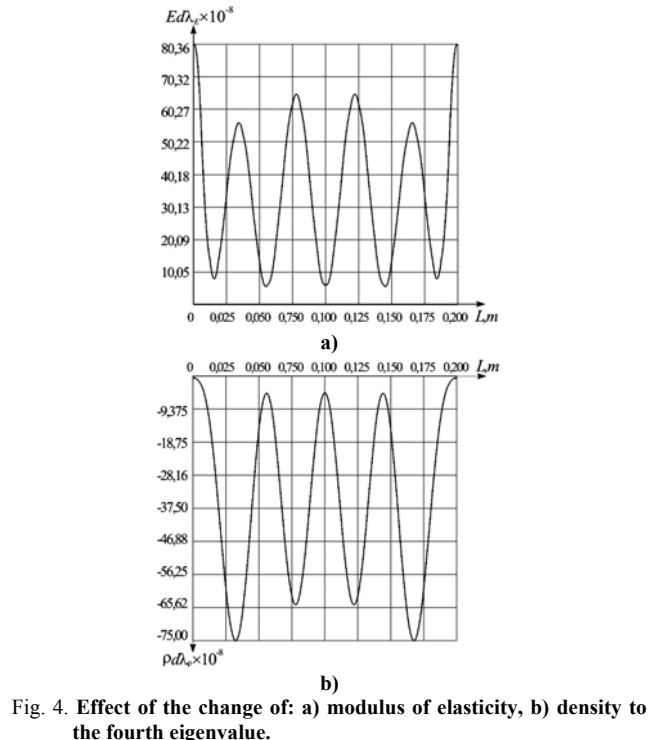 Edλ_ε×10⁻⁸
80,36
70,32
60,27
50,22
40,18
30,13
20,09
10,05
0 0,025 0,050 0,750 0,100 0,125 0,150 0,175 0,200 L,m
a)
0 0,025 0,050 0,750 0,100 0,125 0,150 0,175 0,200 L,m
-9,375
-18,75
-28,16
-37,50
-46,88
-56,25
-65,62
-75,00
ρdλ_ρ×10⁻⁸
b)
Fig. 4. Effect of the change of: a) modulus of elasticity, b) density to
the fourth eigenvalue.